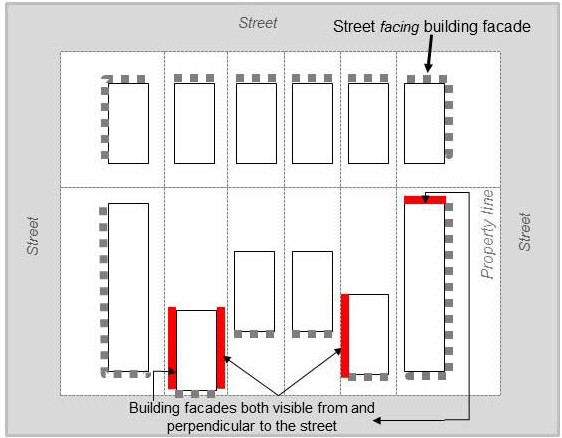 Street
Street facing building facade
Street
Property line
Street
Building facades both visible from and
perpendicular to the street